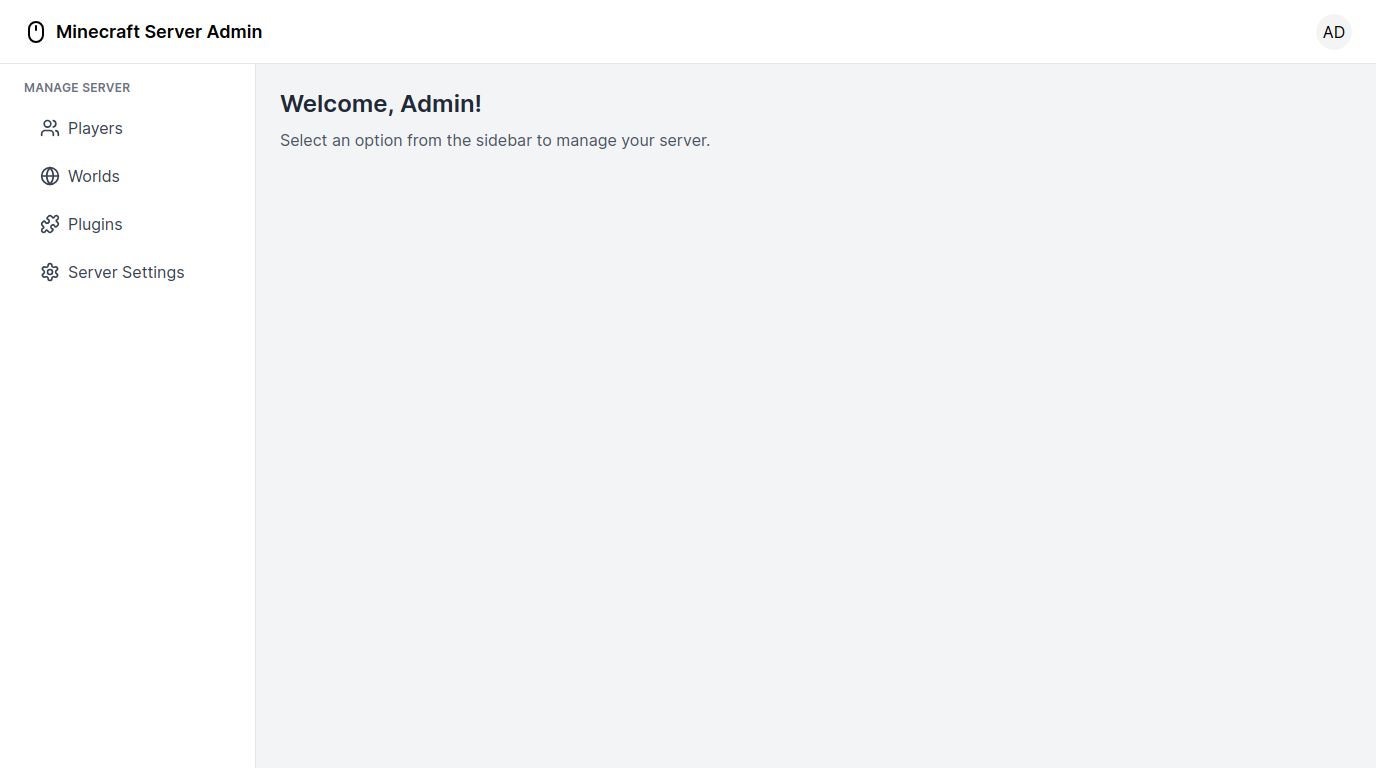 Minecraft Server Admin
AD
MANAGE SERVER
Players
Worlds
Plugins
Server Settings
Welcome, Admin!
Select an option from the sidebar to manage your server.